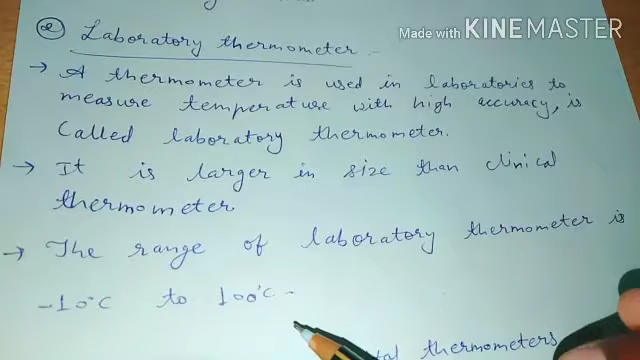 Made with KINEMASTER
② Laboratory thermometer -
→ A thermometer is used in laboratories to
measure temperature with high accuracy, is
Called laboratory thermometer.
→ It is larger in size than clinical
thermometer.
→ The range of laboratory thermometer is
-10°C to 100°C -
thermometers